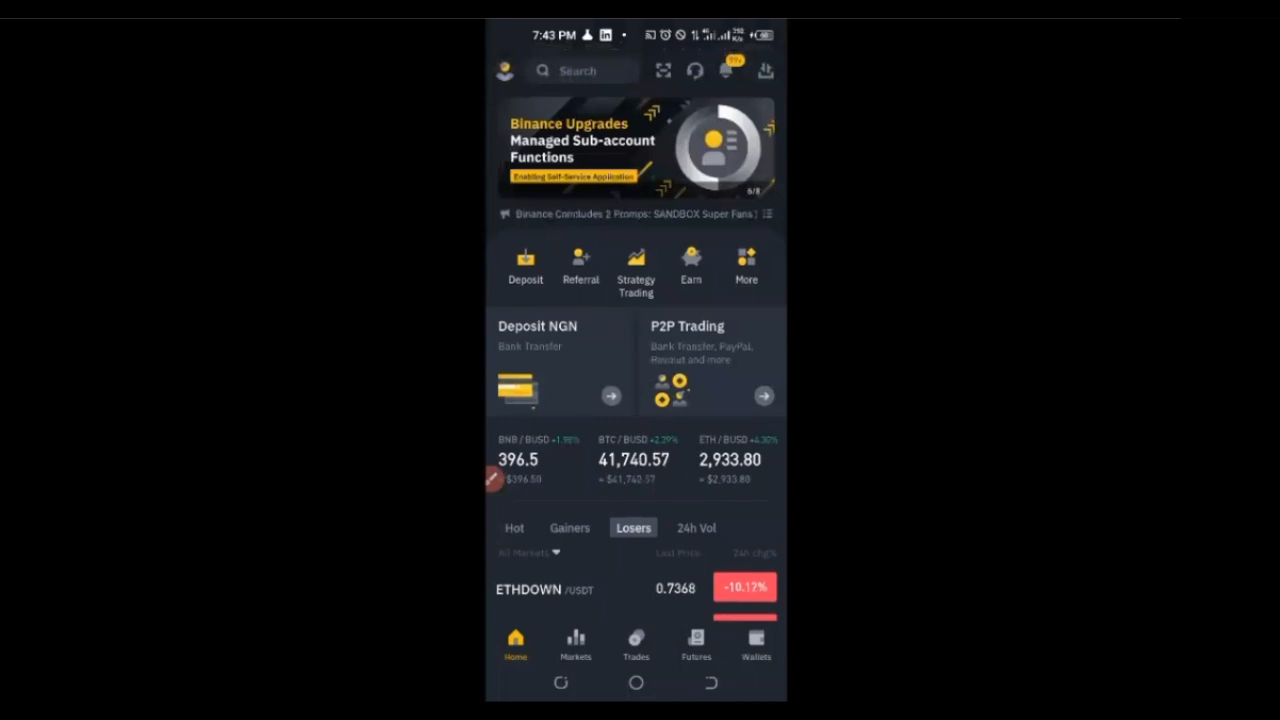 7:43 PM
Search
99+
Binance Upgrades
Managed Sub-account
Functions
Enabling Self-Service Application
6/8
Binance Concludes 2 Promos: SANDBOX Super Fans
Deposit Referral Strategy Trading Earn More
Deposit NGN P2P Trading
Bank Transfer Bank Transfer, PayPal,
Revolut and more
BNB / BUSD +1.98% BTC / BUSD +2.29% ETH / BUSD +4.30%
396.5 41,740.57 2,933.80
$396.50 ≈ $41,740.57 ≈ $2,933.80
Hot Gainers Losers 24h Vol
All Markets Last Price 24h chg%
ETHDOWN /USDT 0.7368 -10.17%
Home Markets Trades Futures Wallets